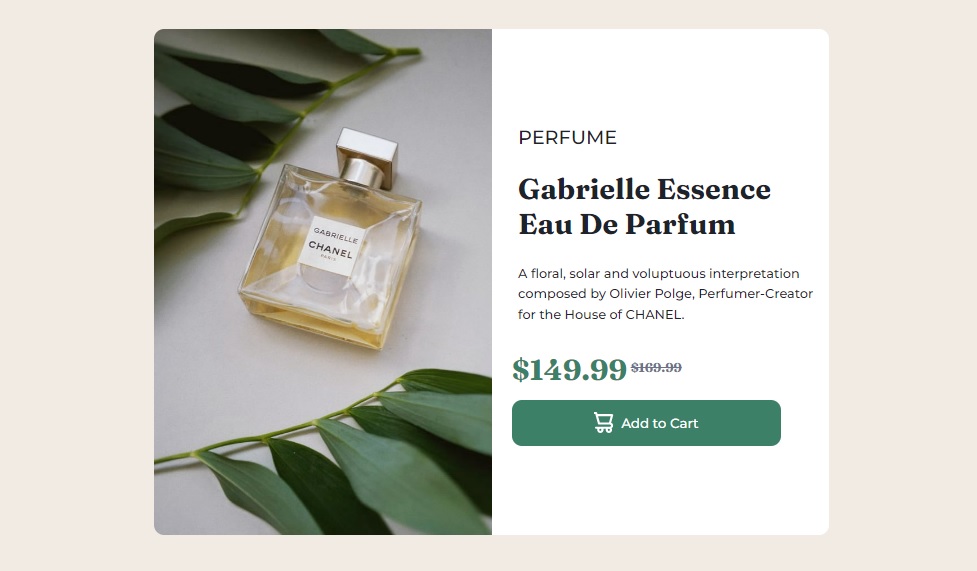 GABRIELLE
CHANEL
PARIS
PERFUME
Gabrielle Essence
Eau De Parfum
A floral, solar and voluptuous interpretation
composed by Olivier Polge, Perfumer-Creator
for the House of CHANEL.
$149.99 $169.99
Add to Cart